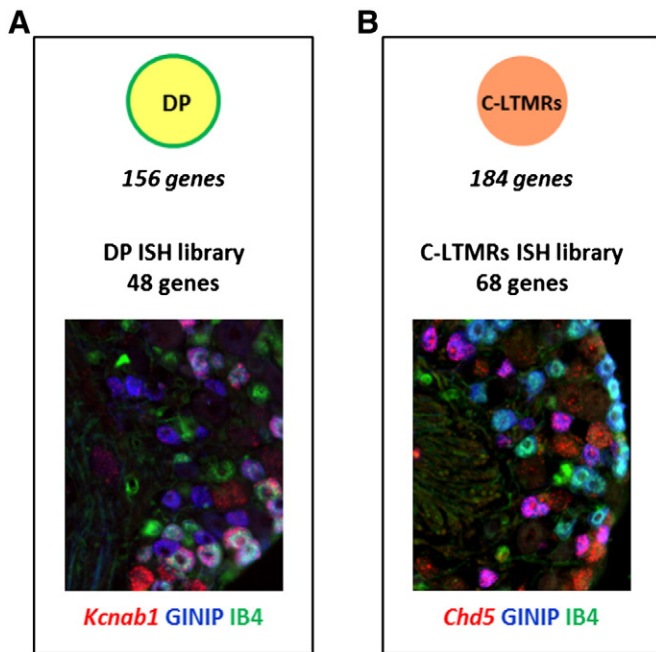 A
DP
156 genes
DP ISH library
48 genes
Kcnab1 GINIP IB4
B
C-LTMRs
184 genes
C-LTMRs ISH library
68 genes
Chd5 GINIP IB4